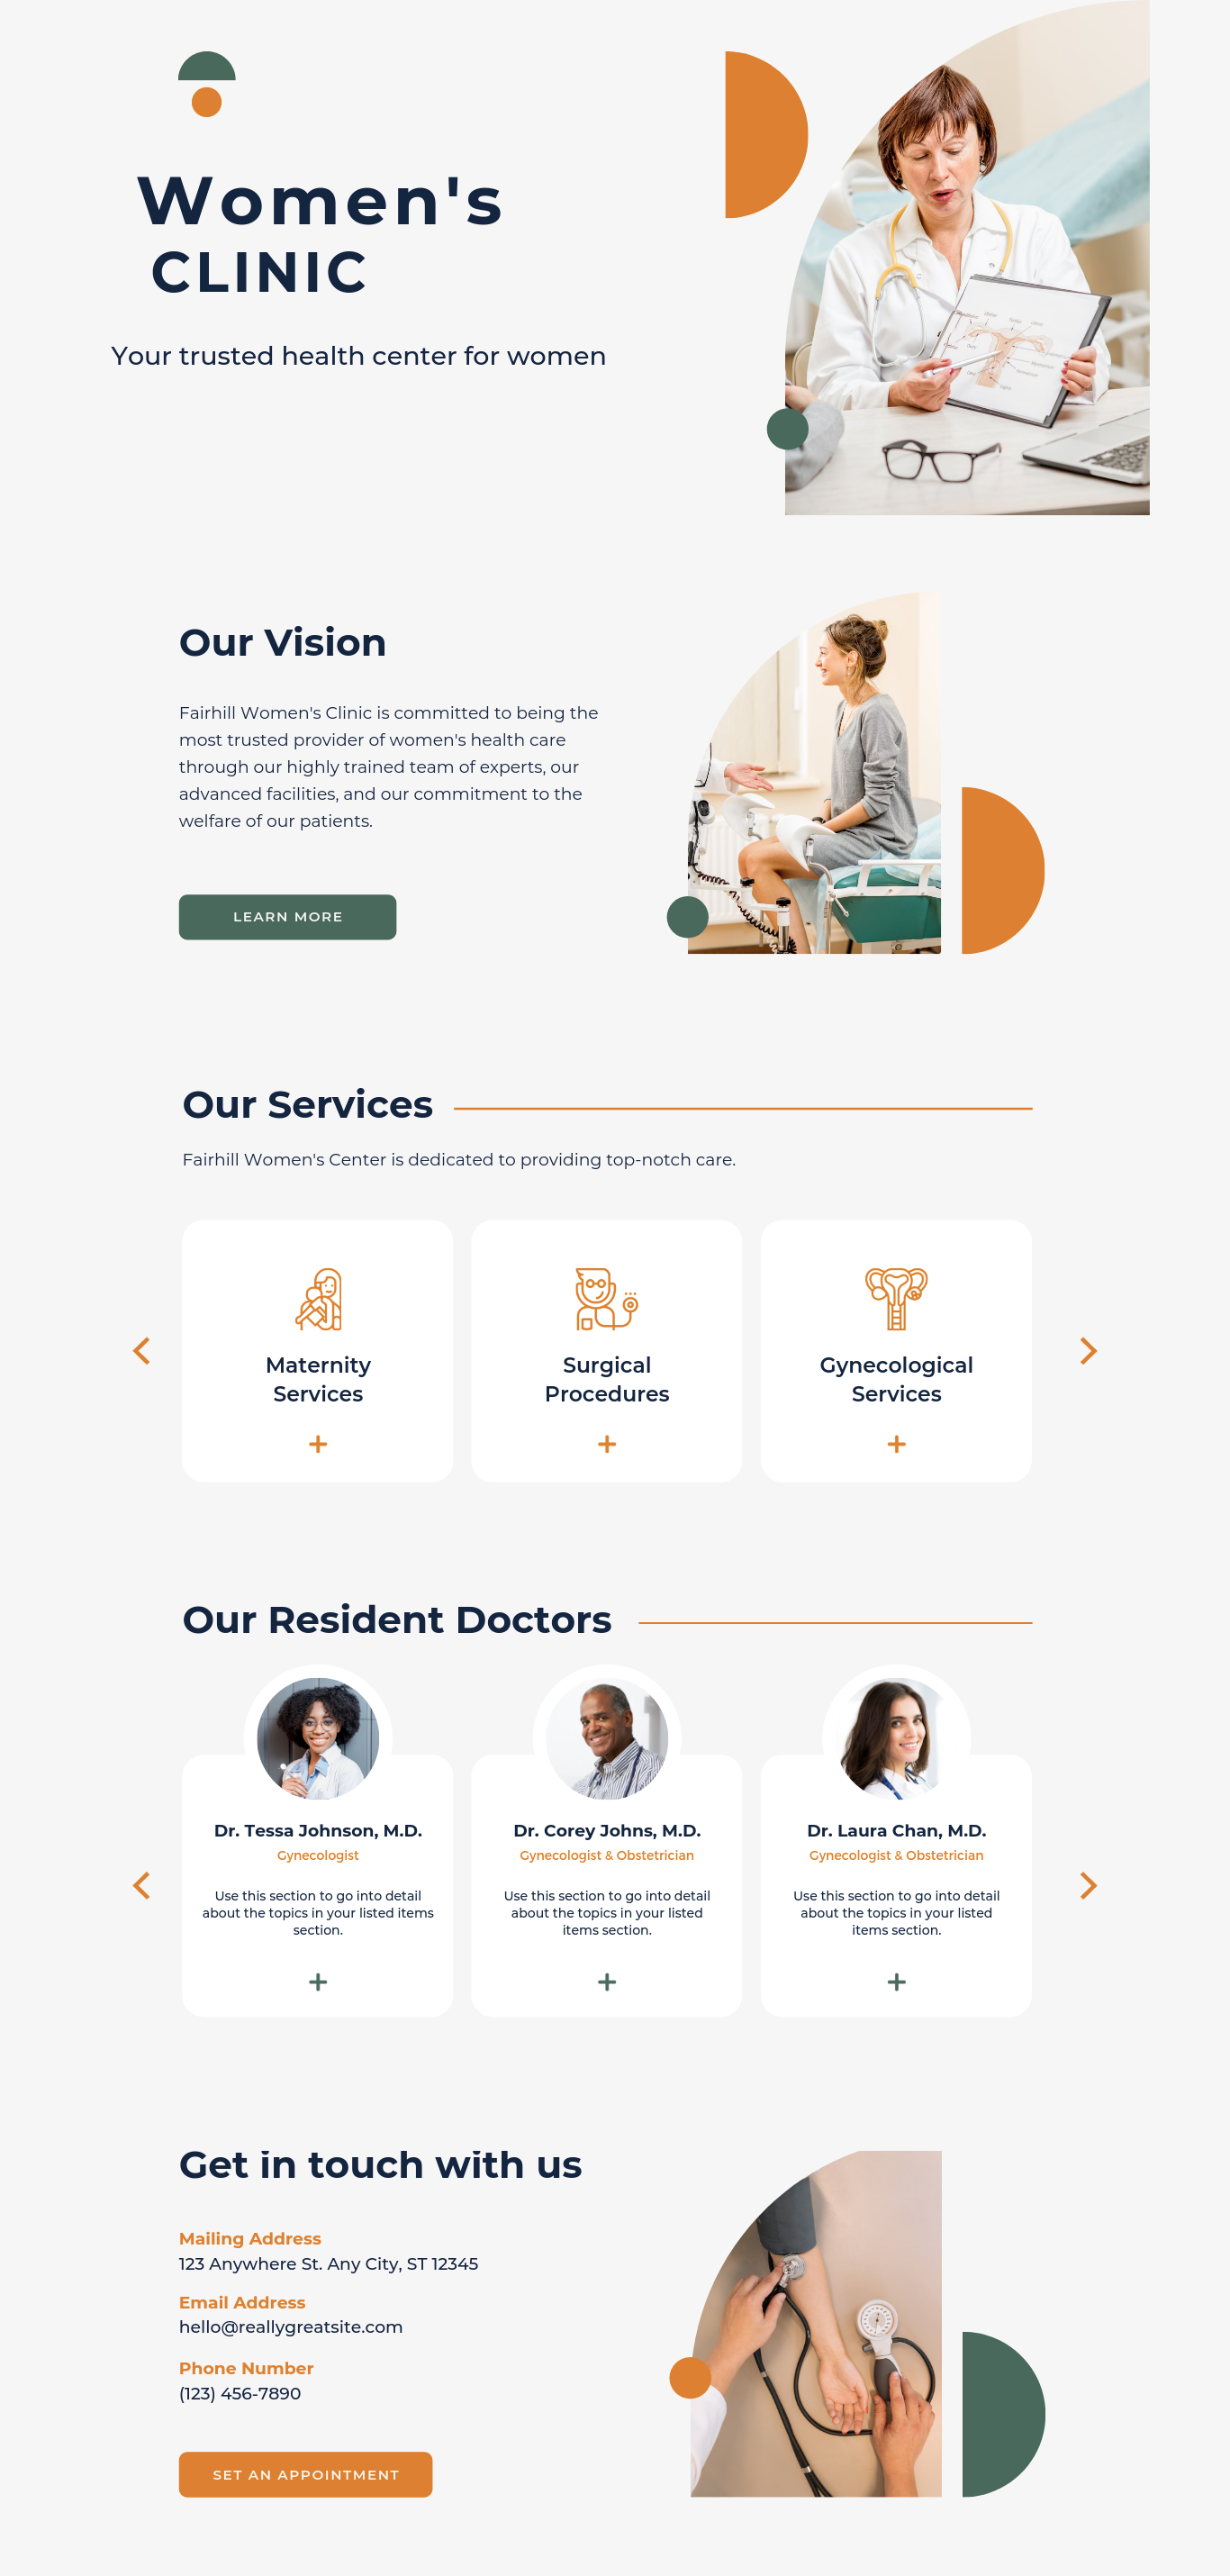 Women's
CLINIC
Your trusted health center for women
Our Vision
Fairhill Women's Clinic is committed to being the
most trusted provider of women's health care
through our highly trained team of experts, our
advanced facilities, and our commitment to the
welfare of our patients.
LEARN MORE
Our Services
Fairhill Women's Center is dedicated to providing top-notch care.
Maternity
Services
Surgical
Procedures
Gynecological
Services
Our Resident Doctors
Dr. Tessa Johnson, M.D.
Gynecologist
Use this section to go into detail
about the topics in your listed items
section.
Dr. Corey Johns, M.D.
Gynecologist & Obstetrician
Use this section to go into detail
about the topics in your listed
items section.
Dr. Laura Chan, M.D.
Gynecologist & Obstetrician
Use this section to go into detail
about the topics in your listed
items section.
Get in touch with us
Mailing Address
123 Anywhere St. Any City, ST 12345
Email Address
hello@reallygreatsite.com
Phone Number
(123) 456-7890
SET AN APPOINTMENT